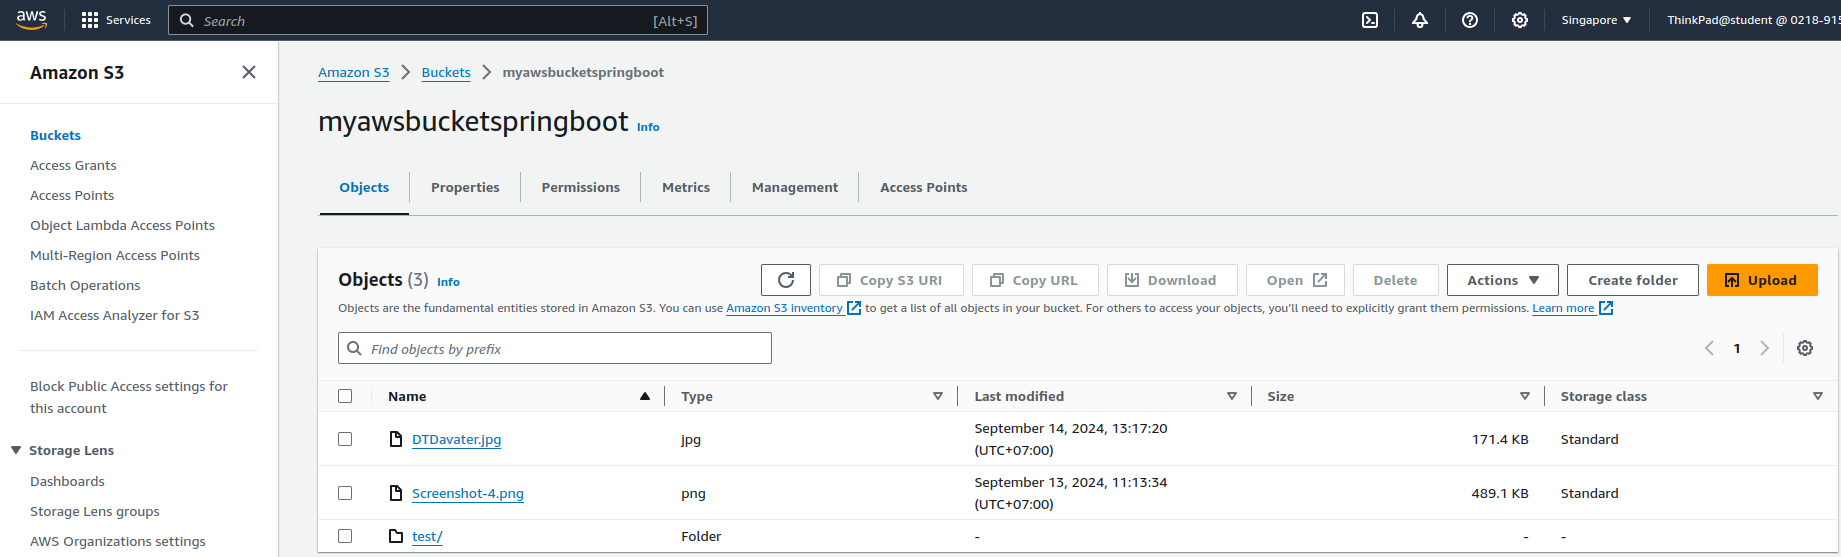 aws
Services
Search
[Alt+S]
Singapore
ThinkPad@student @ 0218-915
Amazon S3
Buckets
Access Grants
Access Points
Object Lambda Access Points
Multi-Region Access Points
Batch Operations
IAM Access Analyzer for S3
Block Public Access settings for
this account
Storage Lens
Dashboards
Storage Lens groups
AWS Organizations settings
Amazon S3 > Buckets > myawsbucketspringboot
myawsbucketspringboot Info
Objects Properties Permissions Metrics Management Access Points
Objects (3) Info
Copy S3 URI Copy URL Download Open Delete Actions Create folder Upload
Objects are the fundamental entities stored in Amazon S3. You can use Amazon S3 inventory to get a list of all objects in your bucket. For others to access your objects, you'll need to explicitly grant them permissions. Learn more
Find objects by prefix
1
Name Type Last modified Size Storage class
DTDavater.jpg jpg September 14, 2024, 13:17:20 171.4 KB Standard
(UTC+07:00)
Screenshot-4.png png September 13, 2024, 11:13:34 489.1 KB Standard
(UTC+07:00)
test/ Folder - - -